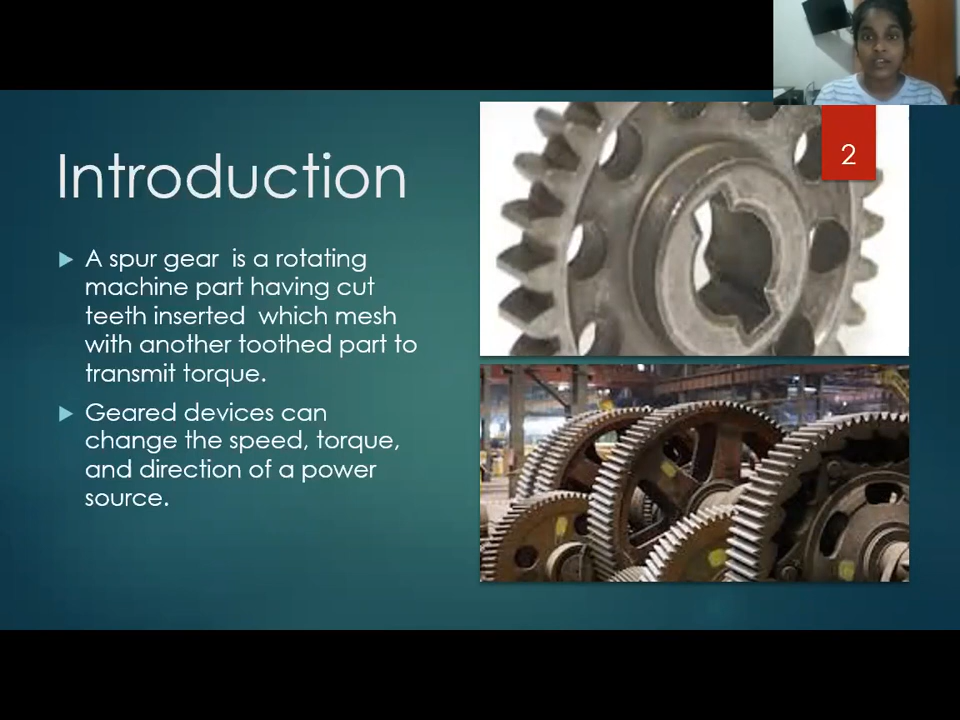 2
Introduction
A spur gear is a rotating
machine part having cut
teeth inserted which mesh
with another toothed part to
transmit torque.
Geared devices can
change the speed, torque,
and direction of a power
source.